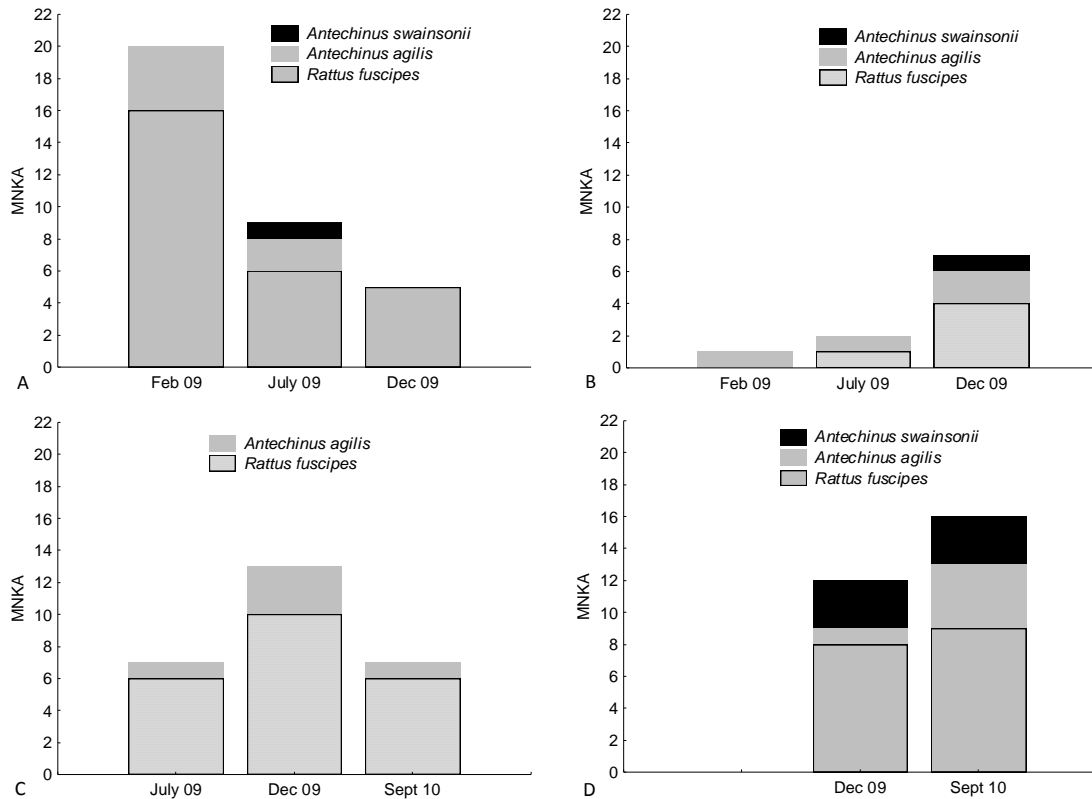 22
20
18
16
14
12
10
8
6
4
2
0
MNKA
Antechinus swainsonii
Antechinus agilis
Rattus fuscipes
Feb 09 July 09 Dec 09
A
22
20
18
16
14
12
10
8
6
4
2
0
MNKA
Antechinus swainsonii
Antechinus agilis
Rattus fuscipes
Feb 09 July 09 Dec 09
B
22
20
18
16
14
12
10
8
6
4
2
0
MNKA
Antechinus agilis
Rattus fuscipes
July 09 Dec 09 Sept 10
C
22
20
18
16
14
12
10
8
6
4
2
0
MNKA
Antechinus swainsonii
Antechinus agilis
Rattus fuscipes
Dec 09 Sept 10
D